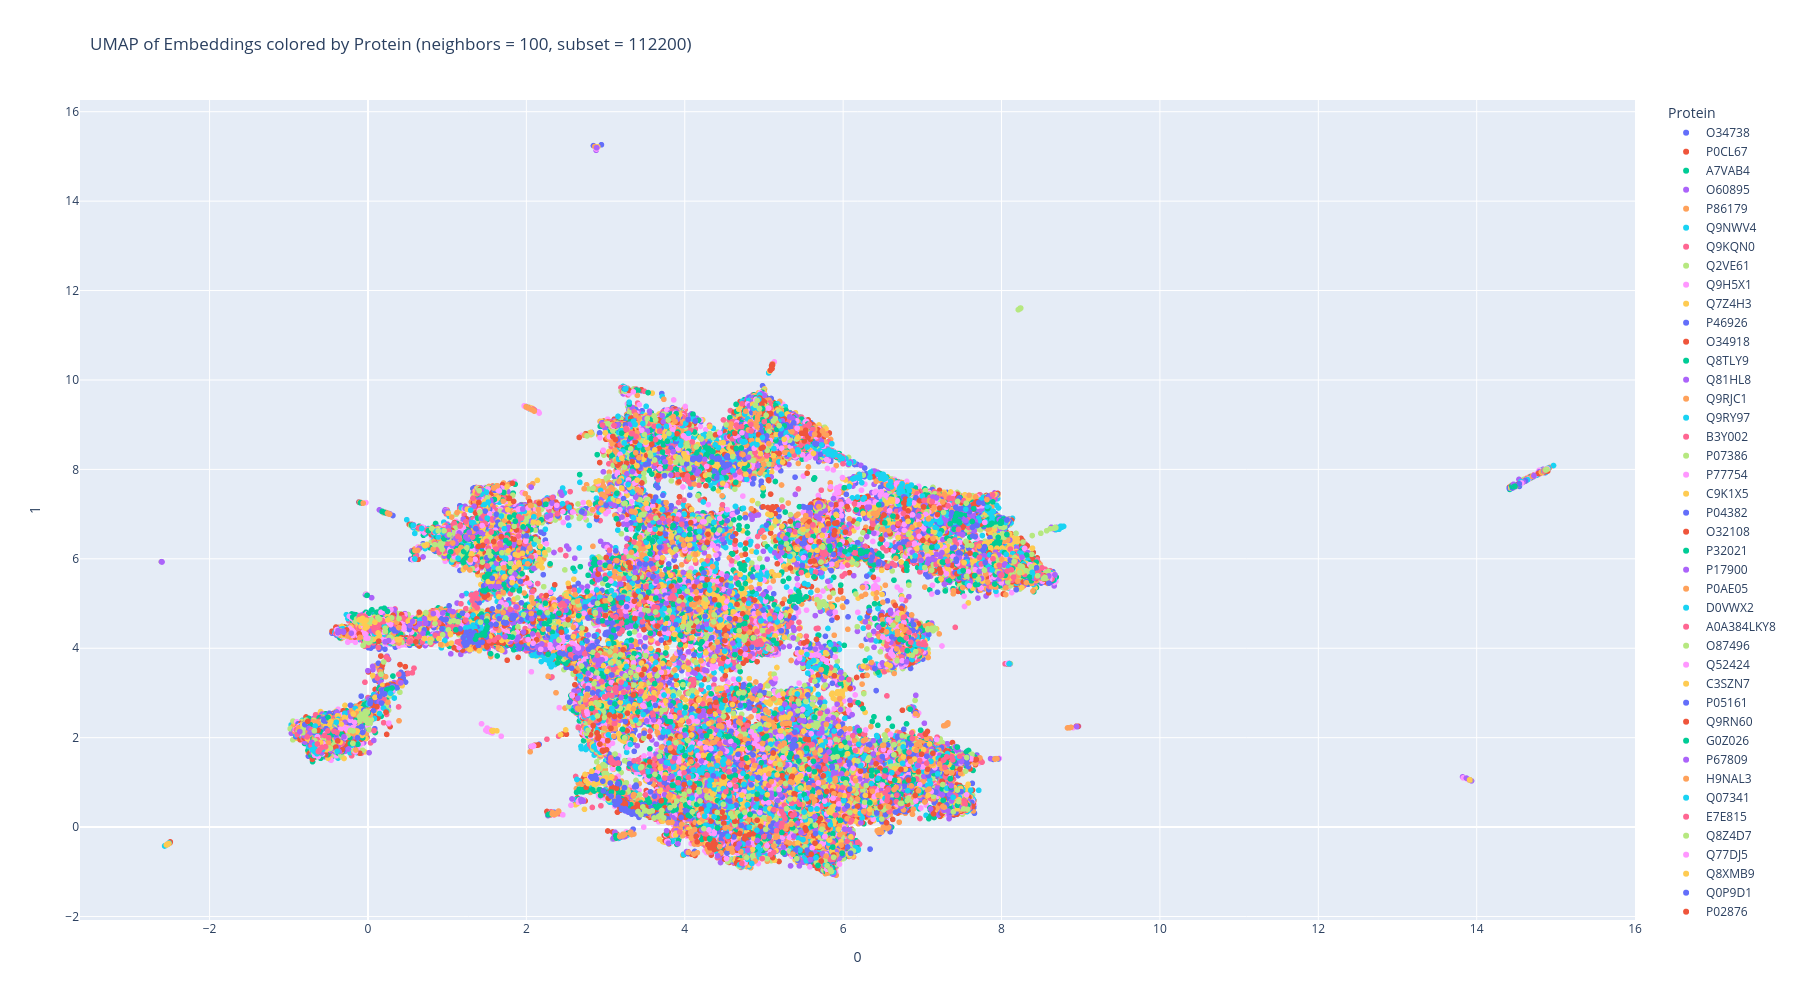 UMAP of Embeddings colored by Protein (neighbors = 100, subset = 112200)
16
14
12
10
8
6
4
2
0
−2
1
−2
0
2
4
6
8
10
12
14
16
0
Protein
O34738
P0CL67
A7VAB4
O60895
P86179
Q9NWV4
Q9KQN0
Q2VE61
Q9H5X1
Q7Z4H3
P46926
O34918
Q8TLY9
Q81HL8
Q9RJC1
Q9RY97
B3Y002
P07386
P77754
C9K1X5
P04382
O32108
P32021
P17900
P0AE05
D0VWX2
A0A384LKY8
O87496
Q52424
C3SZN7
P05161
Q9RN60
G0Z026
P67809
H9NAL3
Q07341
E7E815
Q8Z4D7
Q77DJ5
Q8XMB9
Q0P9D1
P02876